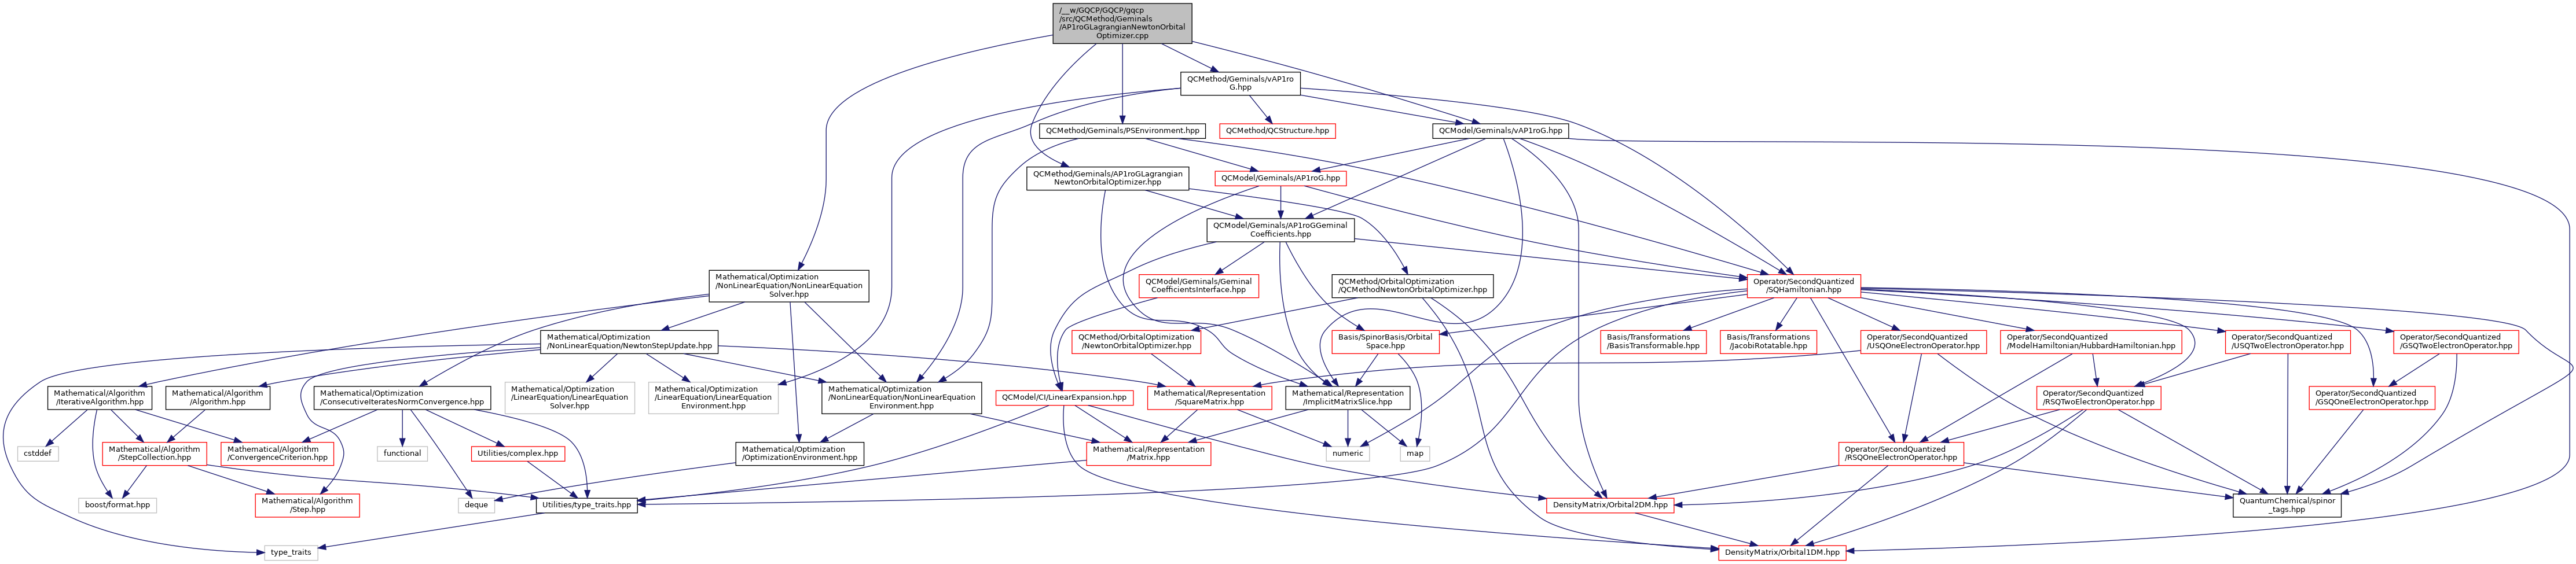 /__w/GQCP/GQCP/gqcp
/src/QCMethod/Geminals
/AP1roGLagrangianNewtonOrbital
Optimizer.cpp
QCMethod/Geminals/vAP1ro
G.hpp
QCMethod/Geminals/PSEnvironment.hpp
QCMethod/QCStructure.hpp
QCModel/Geminals/vAP1roG.hpp
QCMethod/Geminals/AP1roGLagrangian
NewtonOrbitalOptimizer.hpp
QCModel/Geminals/AP1roG.hpp
QCModel/Geminals/AP1roGGeminal
Coefficients.hpp
Mathematical/Optimization
/NonLinearEquation/NonLinearEquation
Solver.hpp
QCModel/Geminals/Geminal
CoefficientsInterface.hpp
QCMethod/OrbitalOptimization
/QCMethodNewtonOrbitalOptimizer.hpp
Operator/SecondQuantized
/SQHamiltonian.hpp
Mathematical/Optimization
/NonLinearEquation/NewtonStepUpdate.hpp
QCMethod/OrbitalOptimization
/NewtonOrbitalOptimizer.hpp
Basis/SpinorBasis/Orbital
Space.hpp
Basis/Transformations
/BasisTransformable.hpp
Basis/Transformations
/JacobiRotatable.hpp
Operator/SecondQuantized
/USQOneElectronOperator.hpp
Operator/SecondQuantized
/ModelHamiltonian/HubbardHamiltonian.hpp
Operator/SecondQuantized
/USQTwoElectronOperator.hpp
Operator/SecondQuantized
/GSQTwoElectronOperator.hpp
Mathematical/Algorithm
/IterativeAlgorithm.hpp
Mathematical/Algorithm
/Algorithm.hpp
Mathematical/Optimization
/ConsecutiveIteratesNormConvergence.hpp
Mathematical/Optimization
/LinearEquation/LinearEquation
Solver.hpp
Mathematical/Optimization
/LinearEquation/LinearEquation
Environment.hpp
Mathematical/Optimization
/NonLinearEquation/NonLinearEquation
Environment.hpp
QCModel/CI/LinearExpansion.hpp
Mathematical/Representation
/SquareMatrix.hpp
Mathematical/Representation
/ImplicitMatrixSlice.hpp
Operator/SecondQuantized
/RSQTwoElectronOperator.hpp
Operator/SecondQuantized
/GSQOneElectronOperator.hpp
cstddef
Mathematical/Algorithm
/StepCollection.hpp
Mathematical/Algorithm
/ConvergenceCriterion.hpp
functional
Utilities/complex.hpp
Mathematical/Optimization
/OptimizationEnvironment.hpp
Mathematical/Representation
/Matrix.hpp
numeric
map
Operator/SecondQuantized
/RSQOneElectronOperator.hpp
boost/format.hpp
Mathematical/Algorithm
/Step.hpp
deque
Utilities/type_traits.hpp
DensityMatrix/Orbital2DM.hpp
QuantumChemical/spinor
_tags.hpp
type_traits
DensityMatrix/Orbital1DM.hpp